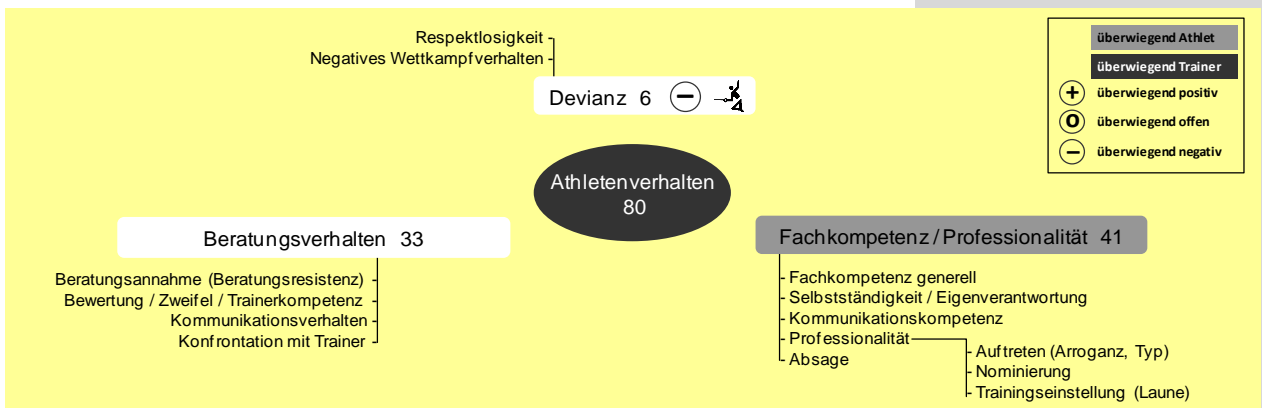 Respektlosigkeit
Negatives Wettkampfverhalten
Devianz 6 −
überwiegend Athlet
überwiegend Trainer
+ überwiegend positiv
O überwiegend offen
− überwiegend negativ
Athletenverhalten
80
Beratungsverhalten 33
Beratungsannahme (Beratungsresistenz)
Bewertung / Zweifel / Trainerkompetenz
Kommunikationsverhalten
Konfrontation mit Trainer
Fachkompetenz / Professionalität 41
Fachkompetenz generell
Selbstständigkeit / Eigenverantwortung
Kommunikationskompetenz
Professionalität
Absage
Auftreten (Arroganz, Typ)
Nominierung
Trainingseinstellung (Laune)